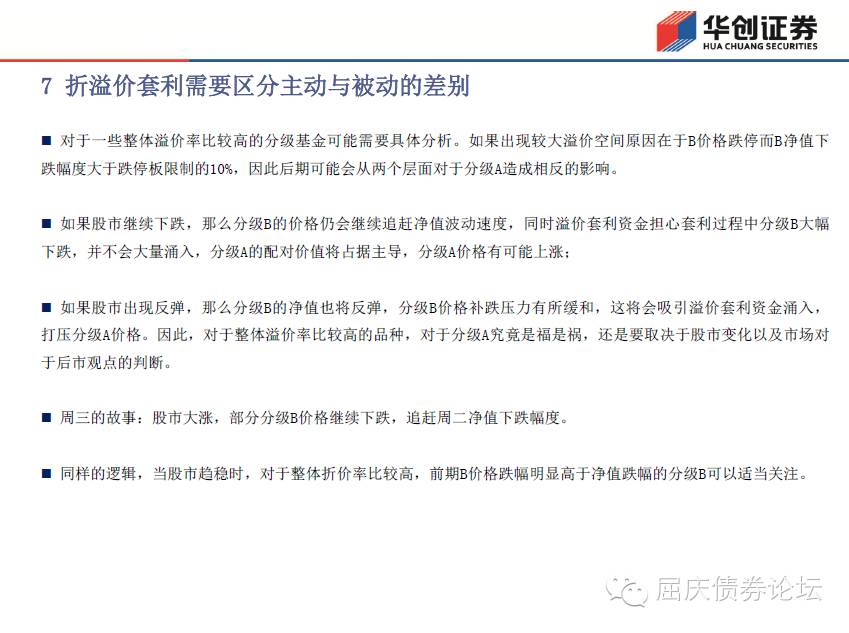 华创证券
HUA CHUANG SECURITIES
7 折溢价套利需要区分主动与被动的差别
■ 对于一些整体溢价率比较高的分级基金可能需要具体分析。如果出现较大溢价空间原因在于B价格跌停而B净值下
跌幅度大于跌停板限制的10%，因此后期可能会从两个层面对于分级A造成相反的影响。
■ 如果股市继续下跌，那么分级B的价格仍会继续追赶净值波动速度，同时溢价套利资金担心套利过程中分级B大幅
下跌，并不会大量涌入，分级A的配对价值将占据主导，分级A价格有可能上涨；
■ 如果股市出现反弹，那么分级B的净值也将反弹，分级B价格补跌压力有所缓和，这将会吸引溢价套利资金涌入，
打压分级A价格。因此，对于整体溢价率比较高的品种，对于分级A究竟是福是祸，还是要取决于股市变化以及市场对
于后市观点的判断。
■ 周三的故事：股市大涨，部分分级B价格继续下跌，追赶周二净值下跌幅度。
■ 同样的逻辑，当股市趋稳时，对于整体折价率比较高，前期B价格跌幅明显高于净值跌幅的分级B可以适当关注。
屈庆债券论坛